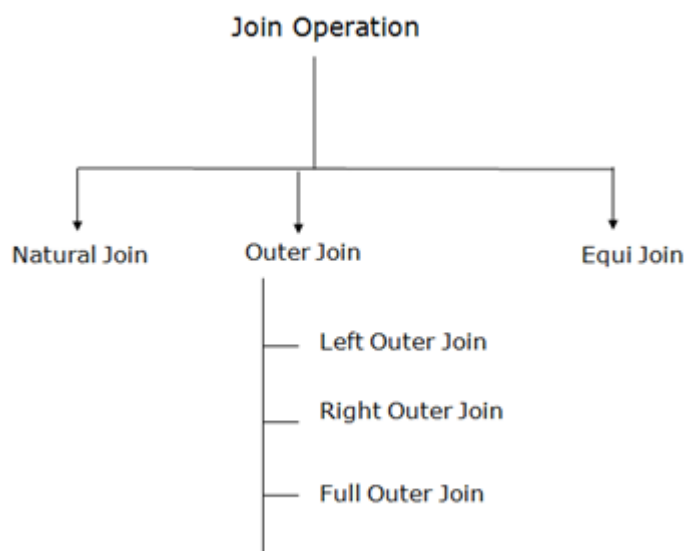 Join Operation
Natural Join
Outer Join
Equi Join
Left Outer Join
Right Outer Join
Full Outer Join